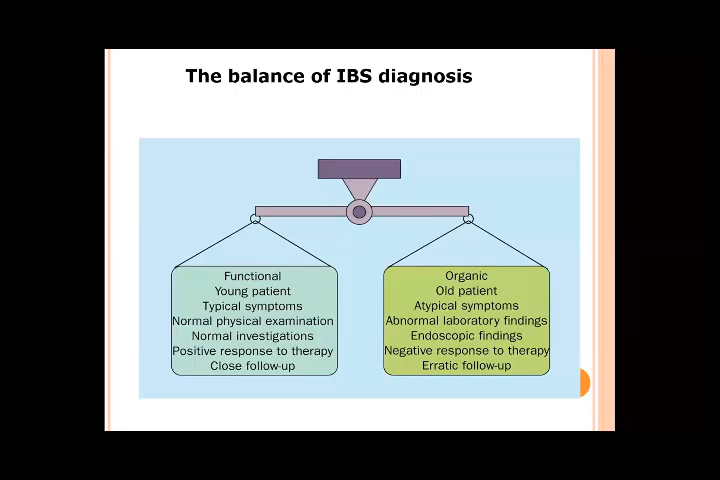 The balance of IBS diagnosis
Functional
Young patient
Typical symptoms
Normal physical examination
Normal investigations
Positive response to therapy
Close follow-up
Organic
Old patient
Atypical symptoms
Abnormal laboratory findings
Endoscopic findings
Negative response to therapy
Erratic follow-up